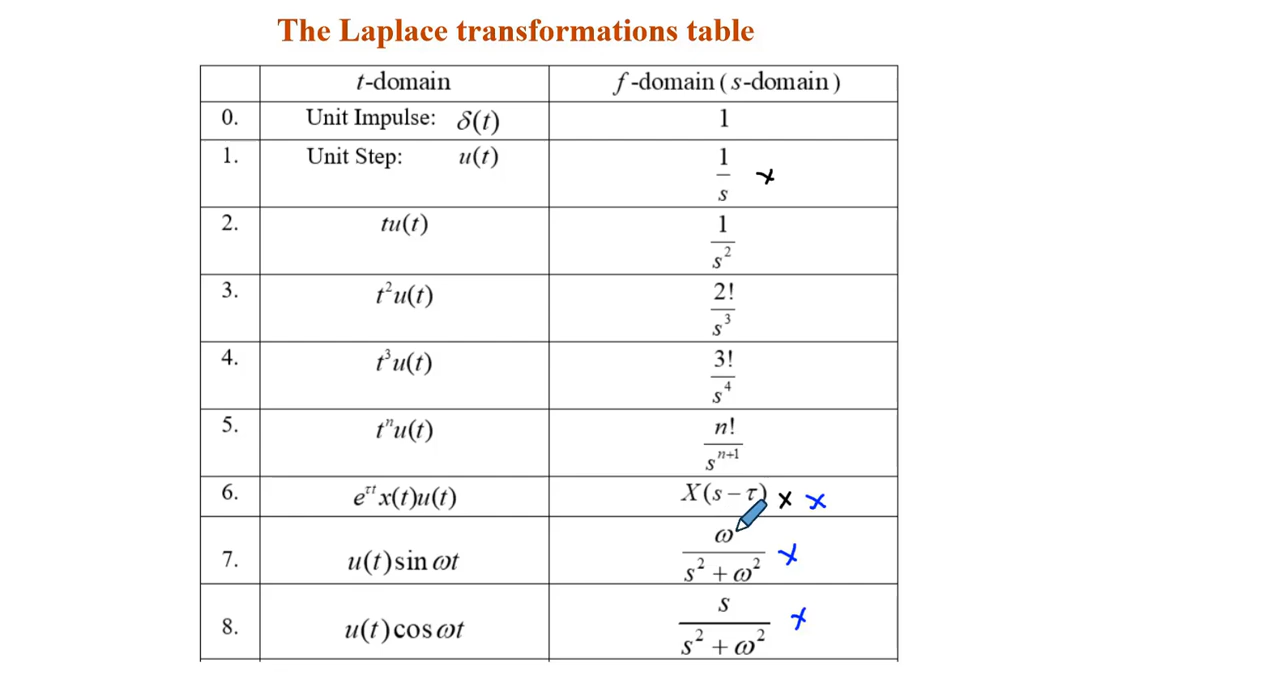 The Laplace transformations table
t-domain f-domain (s-domain)
0. Unit Impulse: δ(t) 1
1. Unit Step: u(t) 1/s ×
2. tu(t) 1/s²
3. t²u(t) 2!/s³
4. t³u(t) 3!/s⁴
5. tⁿu(t) n!/sⁿ⁺¹
6. e^{τt}x(t)u(t) X(s−τ) × ×
7. u(t)sin ωt ω/(s²+ω²) ×
8. u(t)cos ωt s/(s²+ω²) ×